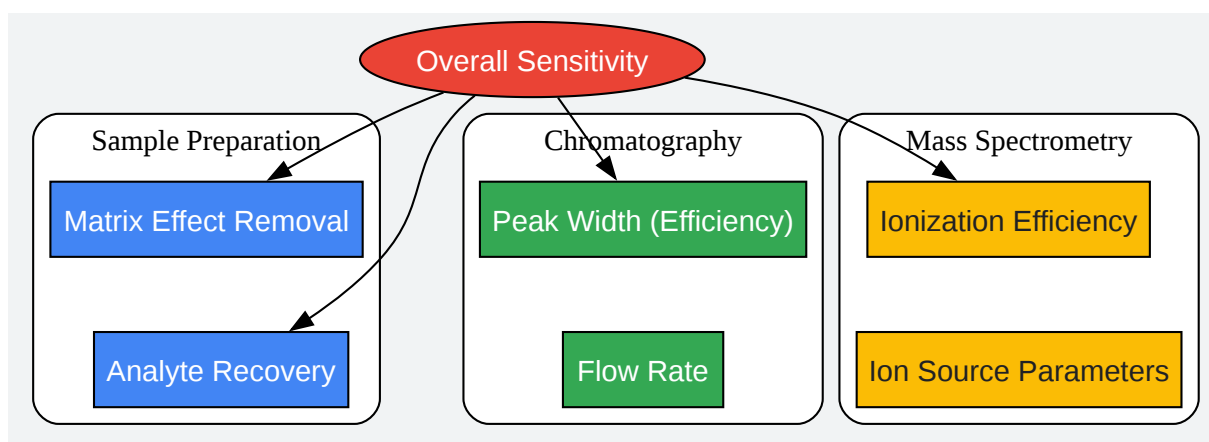 Overall Sensitivity
Sample Preparation
Matrix Effect Removal
Analyte Recovery
Chromatography
Peak Width (Efficiency)
Flow Rate
Mass Spectrometry
Ionization Efficiency
Ion Source Parameters